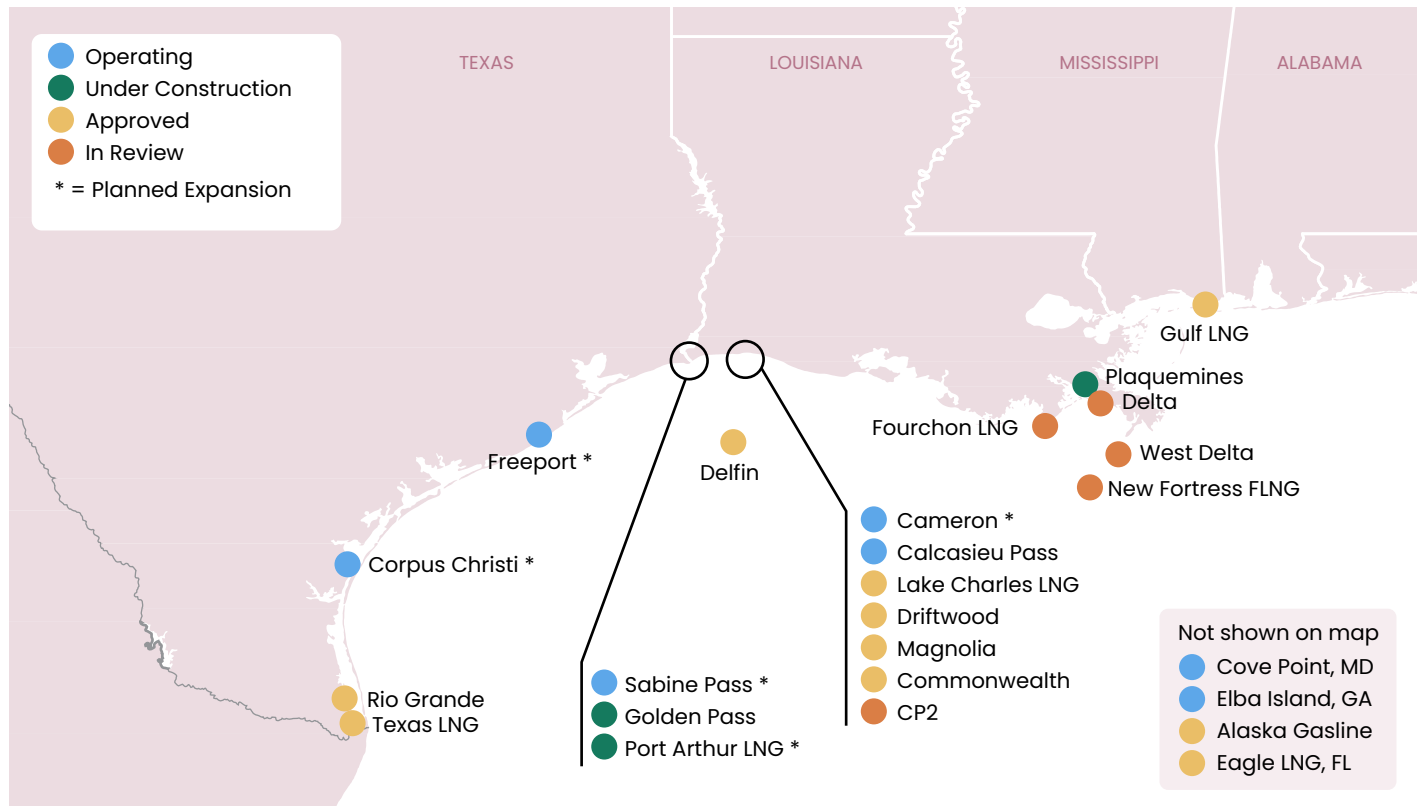 Operating
Under Construction
Approved
In Review
* = Planned Expansion
TEXAS
LOUISIANA
MISSISSIPPI
ALABAMA
Gulf LNG
Plaquemines
Delta
Fourchon LNG
West Delta
New Fortress FLNG
Freeport *
Delfin
Corpus Christi *
Rio Grande
Texas LNG
Sabine Pass *
Golden Pass
Port Arthur LNG *
Cameron *
Calcasieu Pass
Lake Charles LNG
Driftwood
Magnolia
Commonwealth
CP2
Not shown on map
Cove Point, MD
Elba Island, GA
Alaska Gasline
Eagle LNG, FL